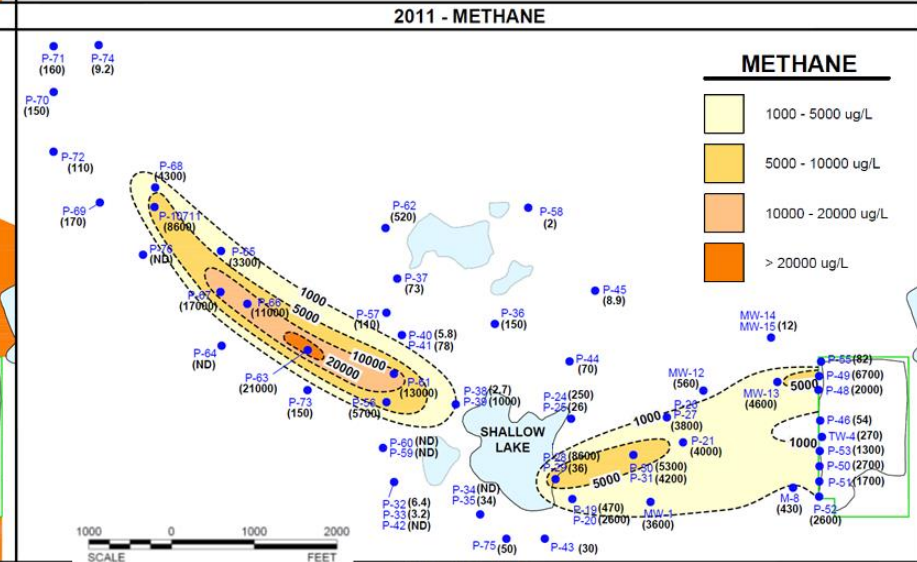 2011 - METHANE
P-71
(160)
P-74
(9.2)
METHANE
P-70
(150)
1000 - 5000 ug/L
P-72
(110)
P-68
(4300)
5000 - 10000 ug/L
P-69
(170)
P-10711
(8600)
P-62
(520)
P-58
(2)
10000 - 20000 ug/L
P-76
(ND)
P-65
(3300)
> 20000 ug/L
P-37
(73)
P-45
(8.9)
P-67
(17000)
P-66
(11000)
1000
5000
P-57
(110)
P-36
(150)
MW-14
MW-15 (12)
P-40 (5.8)
P-41 (78)
P-64
(ND)
10000
20000
P-44
(70)
P-55 (82)
P-63
(21000)
P-61
(13000)
MW-12
(560)
5000
P-49 (6700)
P-48 (2000)
P-73
(150)
P-56
(5700)
P-38 (2.7)
P-39 (1000)
P-24 (250)
P-25 (26)
MW-13
(4600)
1000
P-27
(3800)
P-46 (54)
SHALLOW
LAKE
P-60 (ND)
P-59 (ND)
P-21
(4000)
1000
TW-4 (270)
P-53 (1300)
P-28 (8600)
P-29 (36)
P-30 (5300)
P-31 (4200)
5000
P-50 (2700)
P-51 (1700)
P-34 (ND)
P-35 (34)
P-32 (6.4)
P-33 (3.2)
P-42 (ND)
P-19 (470)
P-20 (2600)
MW-1
(3600)
M-8
(430)
P-52
(2600)
P-75 (50)
P-43 (30)
1000 0 1000 2000
SCALE FEET